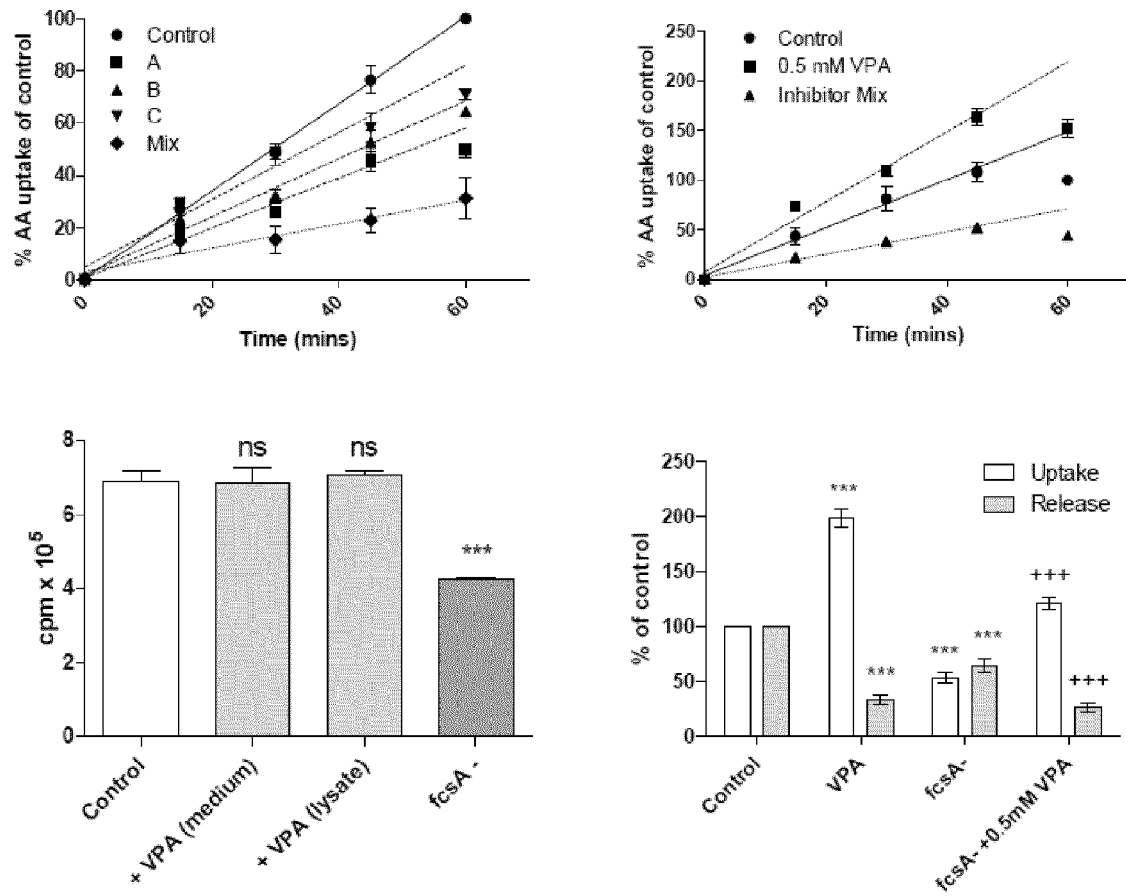 Control
A
B
C
Mix
% AA uptake of control
100
80
60
40
20
0
0
20
40
60
Time (mins)
Control
0.5 mM VPA
Inhibitor Mix
% AA uptake of control
250
200
150
100
50
0
0
20
40
60
Time (mins)
cpm x 10⁵
8
6
4
2
0
ns
ns
***
Control
+ VPA (medium)
+ VPA (lysate)
fcsA -
% of control
250
200
150
100
50
0
Uptake
Release
***
***
***
***
+++
+++
Control
VPA
fcsA-
fcsA- +0.5mM VPA